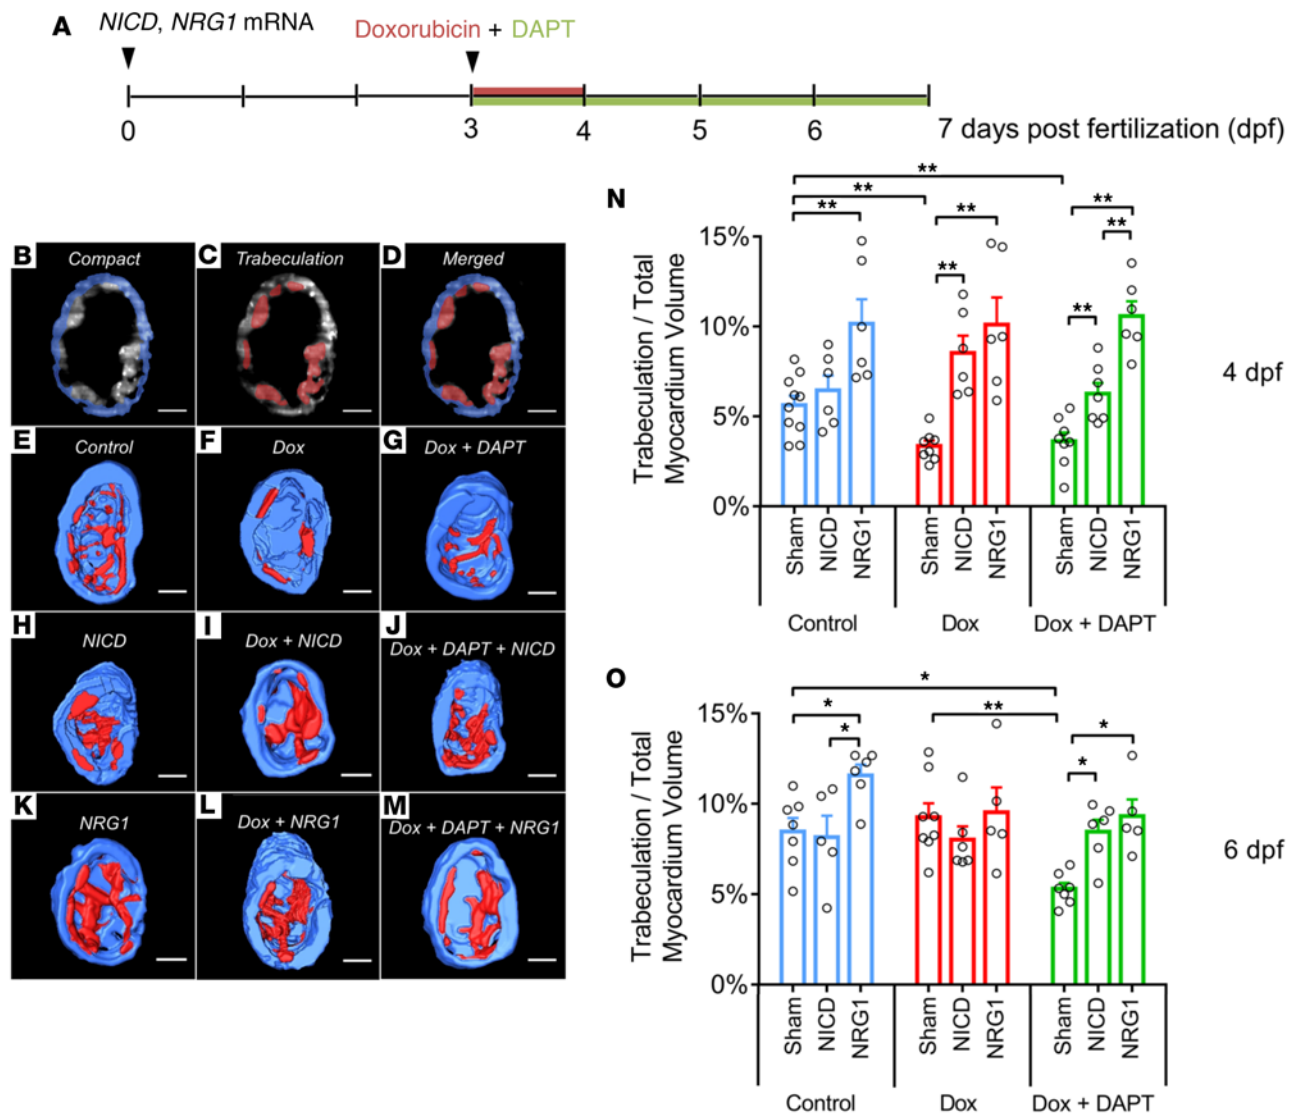 A
NICD, NRG1 mRNA
Doxorubicin + DAPT
0 3 4 5 6 7 days post fertilization (dpf)
B Compact
C Trabeculation
D Merged
E Control
F Dox
G Dox + DAPT
H NICD
I Dox + NICD
J Dox + DAPT + NICD
K NRG1
L Dox + NRG1
M Dox + DAPT + NRG1
N
** ** ** ** ** ** ** **
Trabeculation / Total
Myocardium Volume
15%
10%
5%
0%
Sham NICD NRG1 Sham NICD NRG1 Sham NICD NRG1
Control Dox Dox + DAPT
4 dpf
O
* ** * * * *
Trabeculation / Total
Myocardium Volume
15%
10%
5%
0%
Sham NICD NRG1 Sham NICD NRG1 Sham NICD NRG1
Control Dox Dox + DAPT
6 dpf